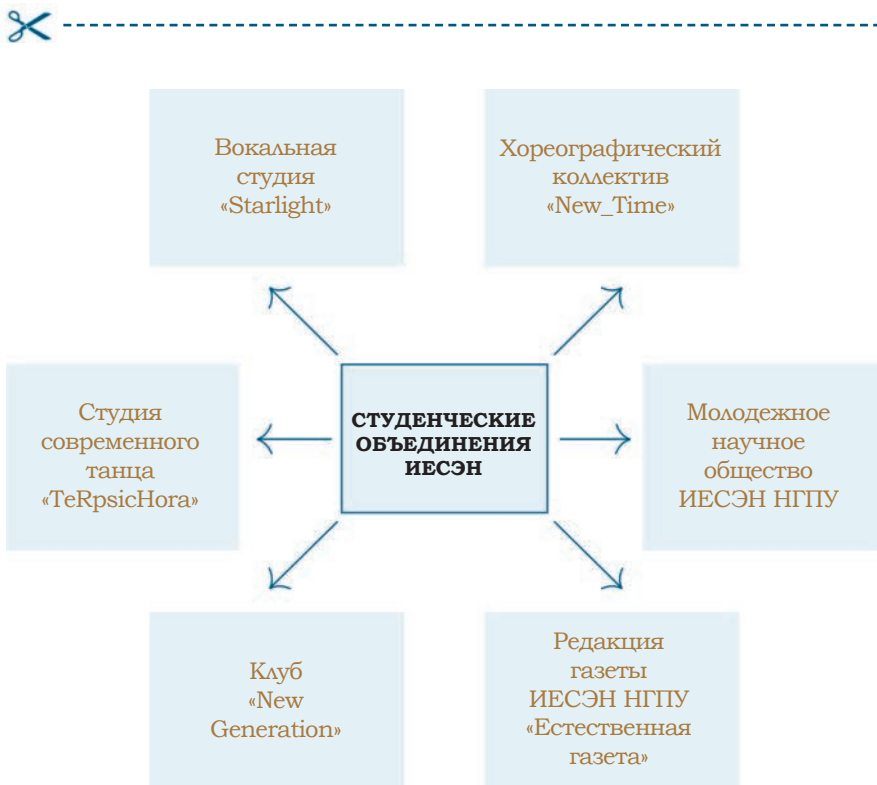 Вокальная
студия
«Starlight»
Хореографический
коллектив
«New_Time»
Студия
современного
танца
«TeRpsicHora»
СТУДЕНЧЕСКИЕ
ОБЪЕДИНЕНИЯ
ИЕСЭН
Молодежное
научное
общество
ИЕСЭН НГПУ
Клуб
«New
Generation»
Редакция
газеты
ИЕСЭН НГПУ
«Естественная
газета»